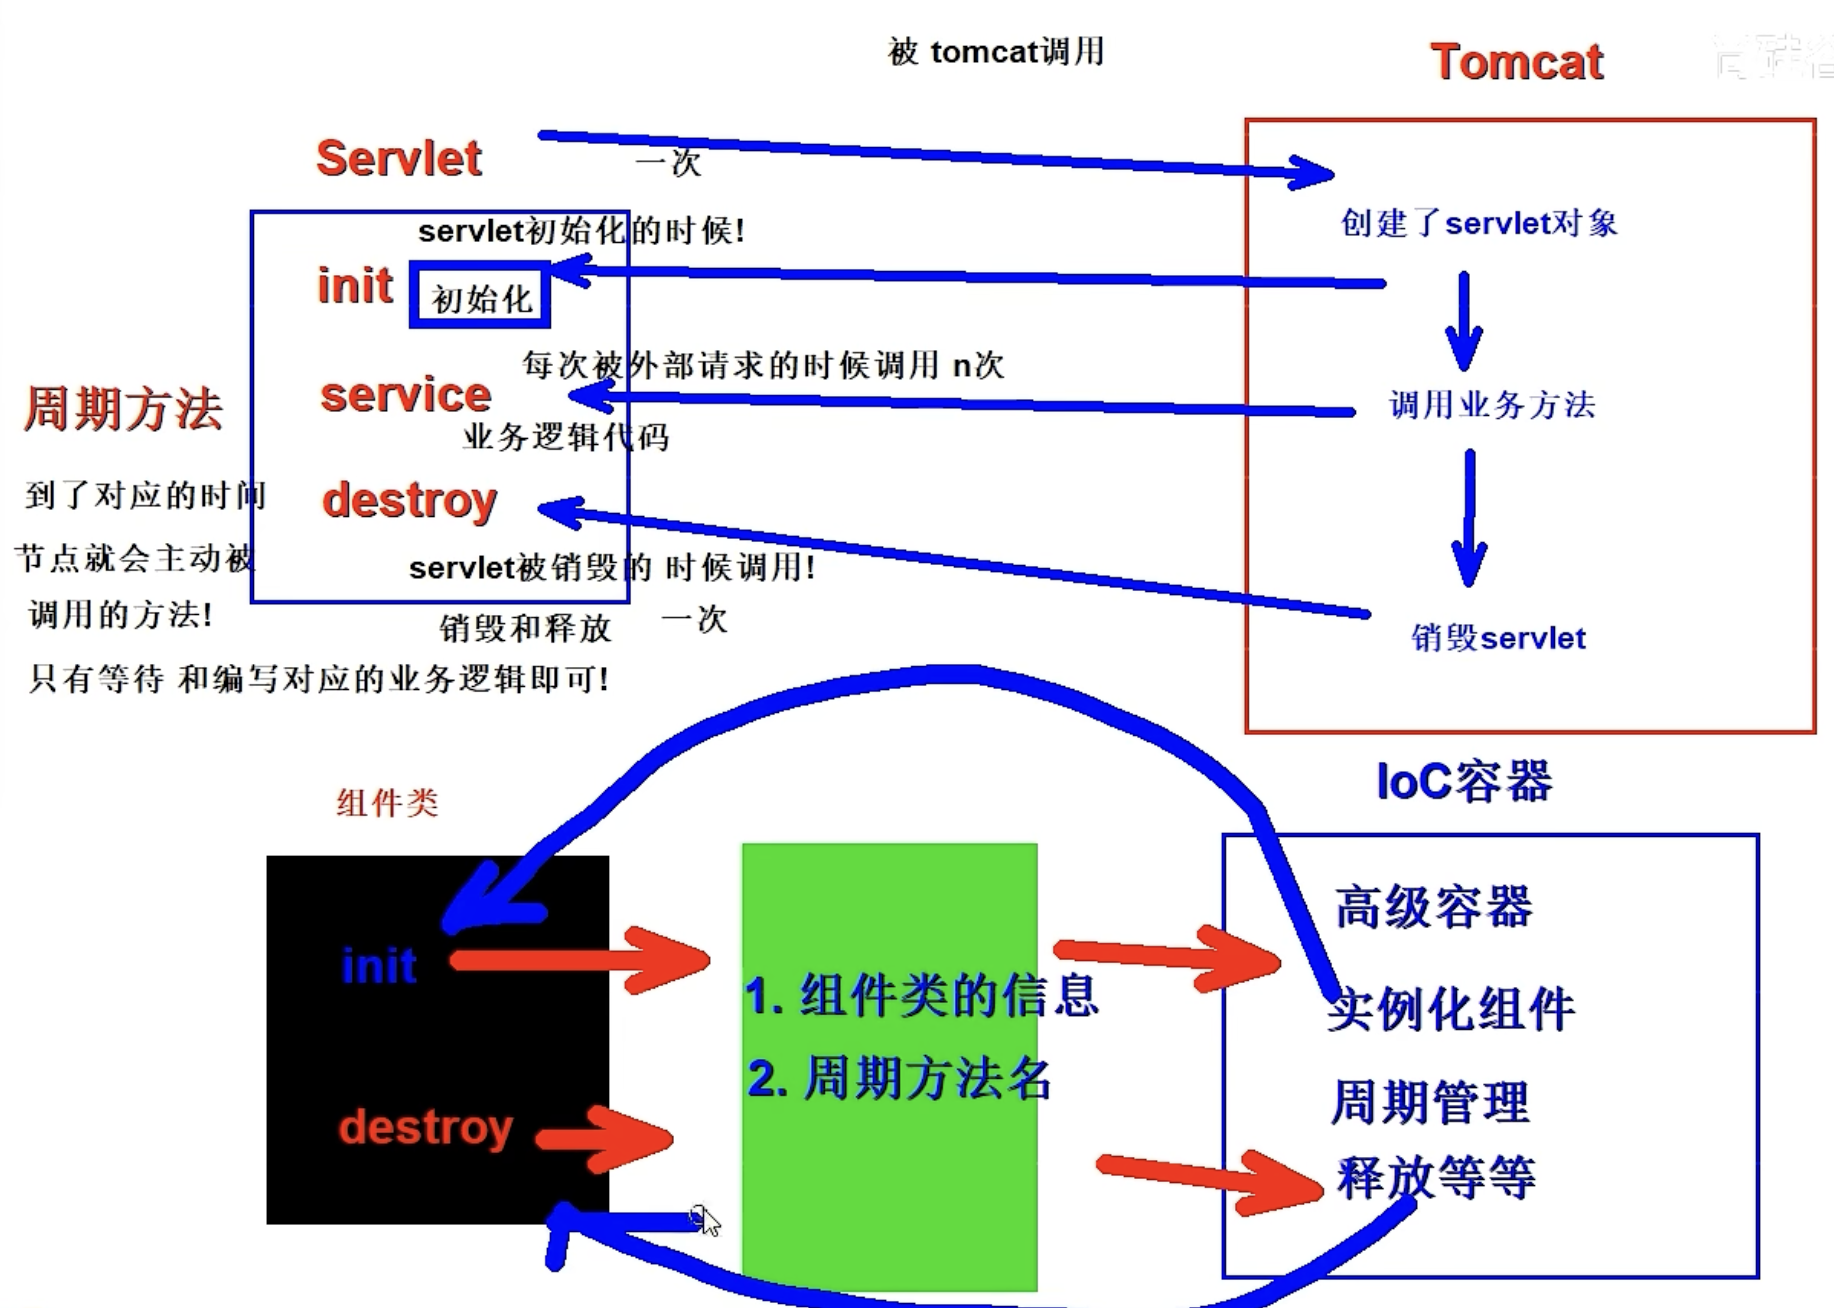 被 tomcat调用
Tomcat
Servlet
一次
创建了servlet对象
servlet初始化的时候!
init
初始化
每次被外部请求的时候调用 n次
service
调用业务方法
业务逻辑代码
周期方法
到了对应的时间
节点就会主动被
调用的方法!
只有等待 和编写对应的业务逻辑即可!
destroy
servlet被销毁的 时候调用!
销毁和释放
一次
销毁servlet
组件类
IoC容器
init
destroy
1. 组件类的信息
2. 周期方法名
高级容器
实例化组件
周期管理
释放等等